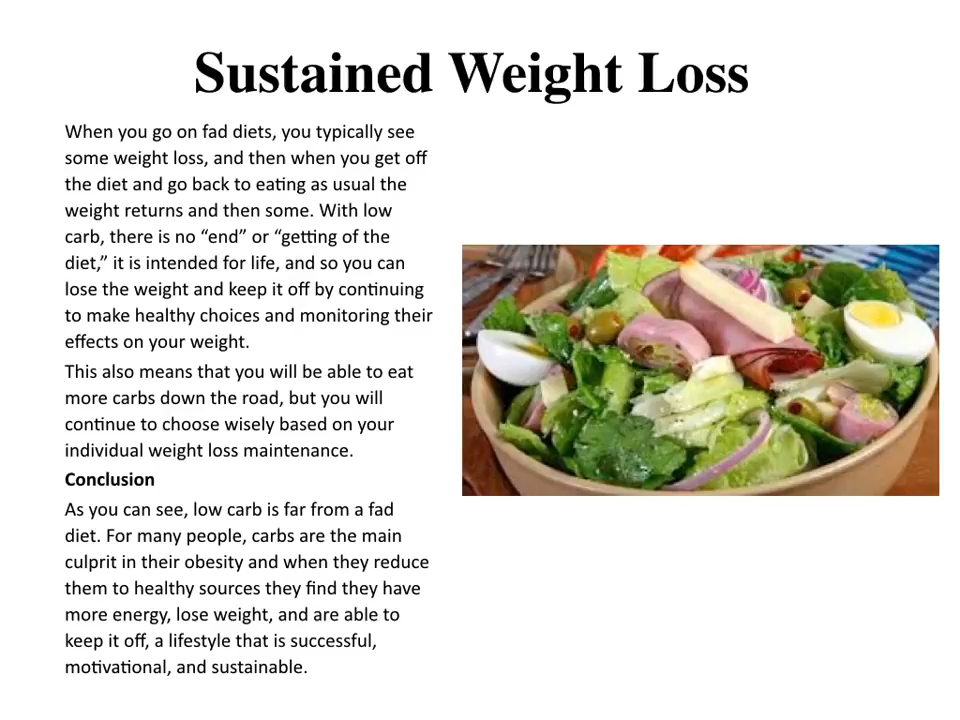 Sustained Weight Loss
When you go on fad diets, you typically see
some weight loss, and then when you get off
the diet and go back to eating as usual the
weight returns and then some. With low
carb, there is no “end” or “getting of the
diet,” it is intended for life, and so you can
lose the weight and keep it off by continuing
to make healthy choices and monitoring their
effects on your weight.
This also means that you will be able to eat
more carbs down the road, but you will
continue to choose wisely based on your
individual weight loss maintenance.
Conclusion
As you can see, low carb is far from a fad
diet. For many people, carbs are the main
culprit in their obesity and when they reduce
them to healthy sources they find they have
more energy, lose weight, and are able to
keep it off, a lifestyle that is successful,
motivational, and sustainable.